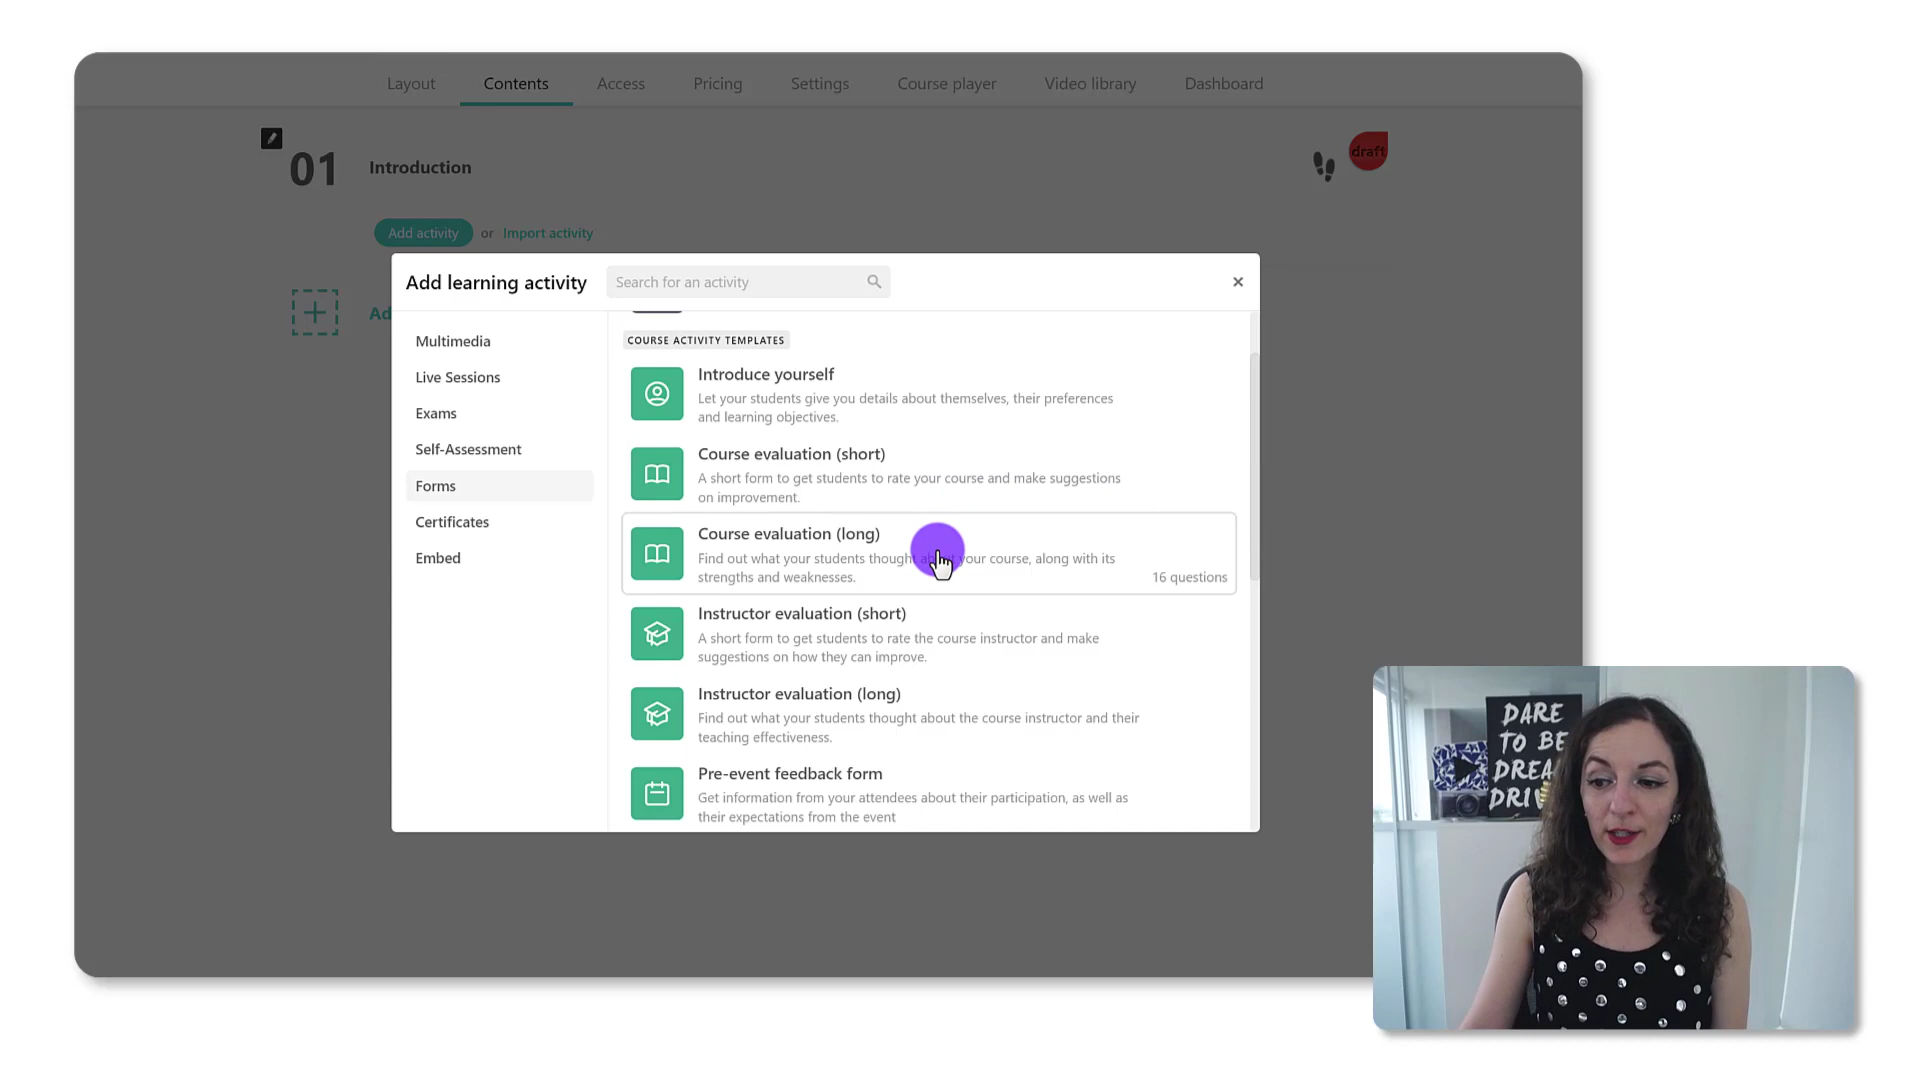 Layout Contents Access Pricing Settings Course player Video library Dashboard
01 Introduction
draft
Add activity or Import activity
Ad
Add learning activity
Search for an activity
×
Multimedia
Live Sessions
Exams
Self-Assessment
Forms
Certificates
Embed
COURSE ACTIVITY TEMPLATES
Introduce yourself
Let your students give you details about themselves, their preferences
and learning objectives.
Course evaluation (short)
A short form to get students to rate your course and make suggestions
on improvement.
Course evaluation (long)
Find out what your students thought about your course, along with its
strengths and weaknesses.
16 questions
Instructor evaluation (short)
A short form to get students to rate the course instructor and make
suggestions on how they can improve.
Instructor evaluation (long)
Find out what your students thought about the course instructor and their
teaching effectiveness.
Pre-event feedback form
Get information from your attendees about their participation, as well as
their expectations from the event
DARE
TO BE
DREA
DRIV